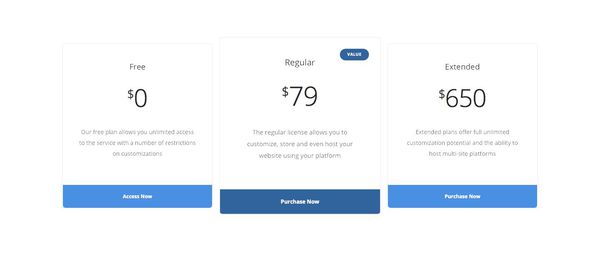 Free
$0
Our free plan allows you unlimited access
to the service with a number of restrictions
on customizations
Access Now
VALUE
Regular
$79
The regular license allows you to
customize, store and even host your
website using your platform
Purchase Now
Extended
$650
Extended plans offer full unlimited
customization potential and the ability to
host multi-site platforms
Purchase Now